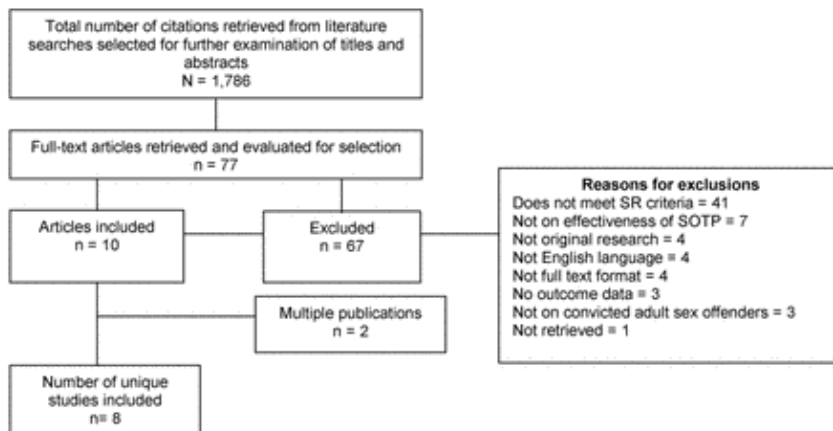 Total number of citations retrieved from literature
searches selected for further examination of titles and
abstracts
N = 1,786
Full-text articles retrieved and evaluated for selection
n = 77
Articles included
n = 10
Excluded
n = 67
Reasons for exclusions
Does not meet SR criteria = 41
Not on effectiveness of SOTP = 7
Not original research = 4
Not English language = 4
Not full text format = 4
No outcome data = 3
Not on convicted adult sex offenders = 3
Not retrieved = 1
Multiple publications
n = 2
Number of unique
studies included
n= 8